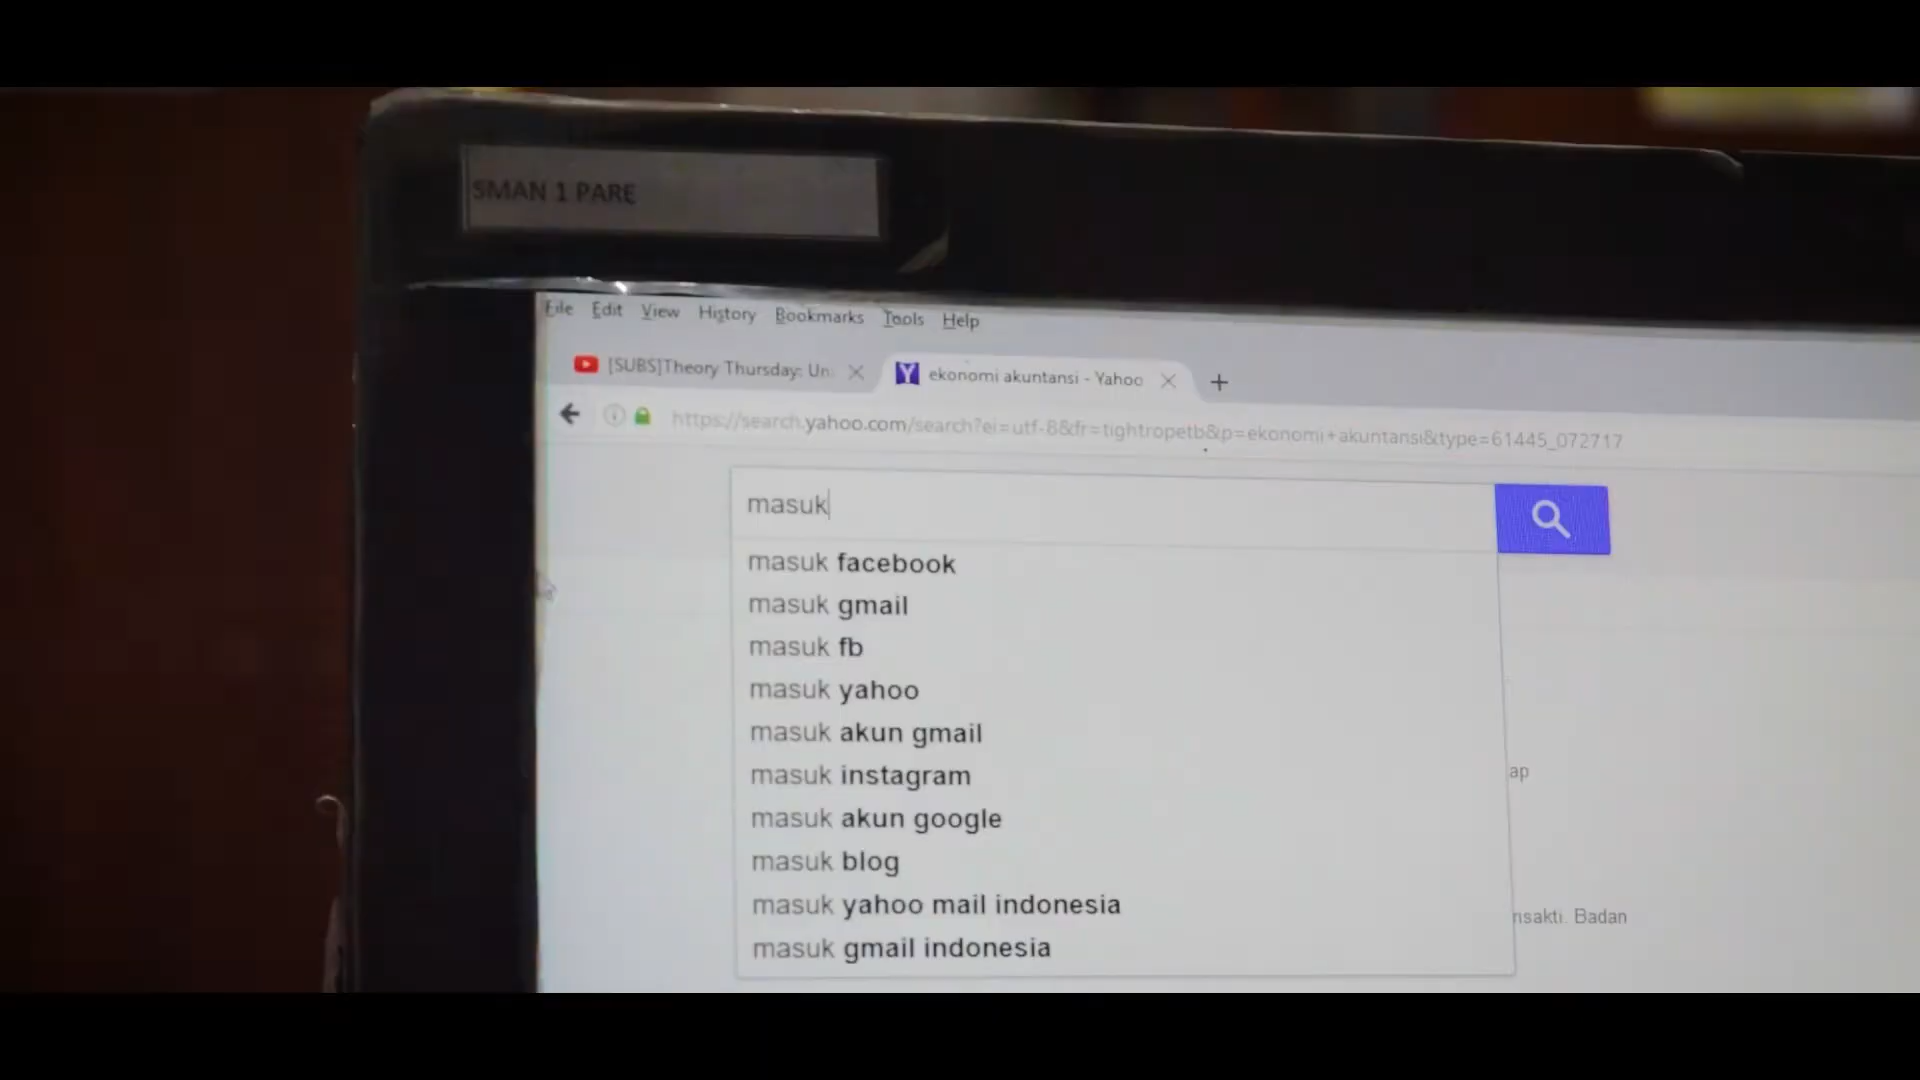 SMAN 1 PARE
File Edit View History Bookmarks Tools Help
[SUBS]Theory Thursday: Un
ekonomi akuntansi - Yahoo
https://search.yahoo.com/search?ei=utf-8&fr=tightropetb&p=ekonomi+akuntansi&type=61445_072717
masuk
masuk facebook
masuk gmail
masuk fb
masuk yahoo
masuk akun gmail
masuk instagram
ap
masuk akun google
masuk blog
masuk yahoo mail indonesia
nsakti. Badan
masuk gmail indonesia